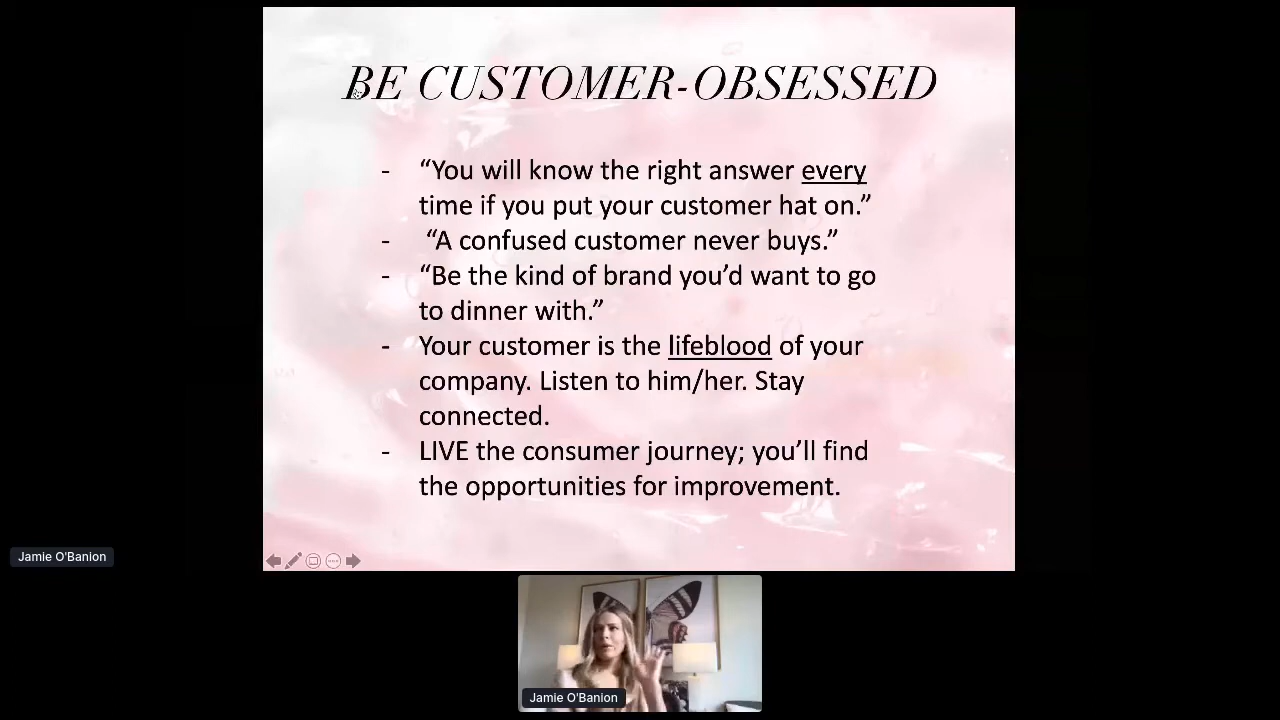 BE CUSTOMER-OBSESSED
- “You will know the right answer every
time if you put your customer hat on.”
- “A confused customer never buys.”
- “Be the kind of brand you’d want to go
to dinner with.”
- Your customer is the lifeblood of your
company. Listen to him/her. Stay
connected.
- LIVE the consumer journey; you’ll find
the opportunities for improvement.
Jamie O'Banion
Jamie O'Banion